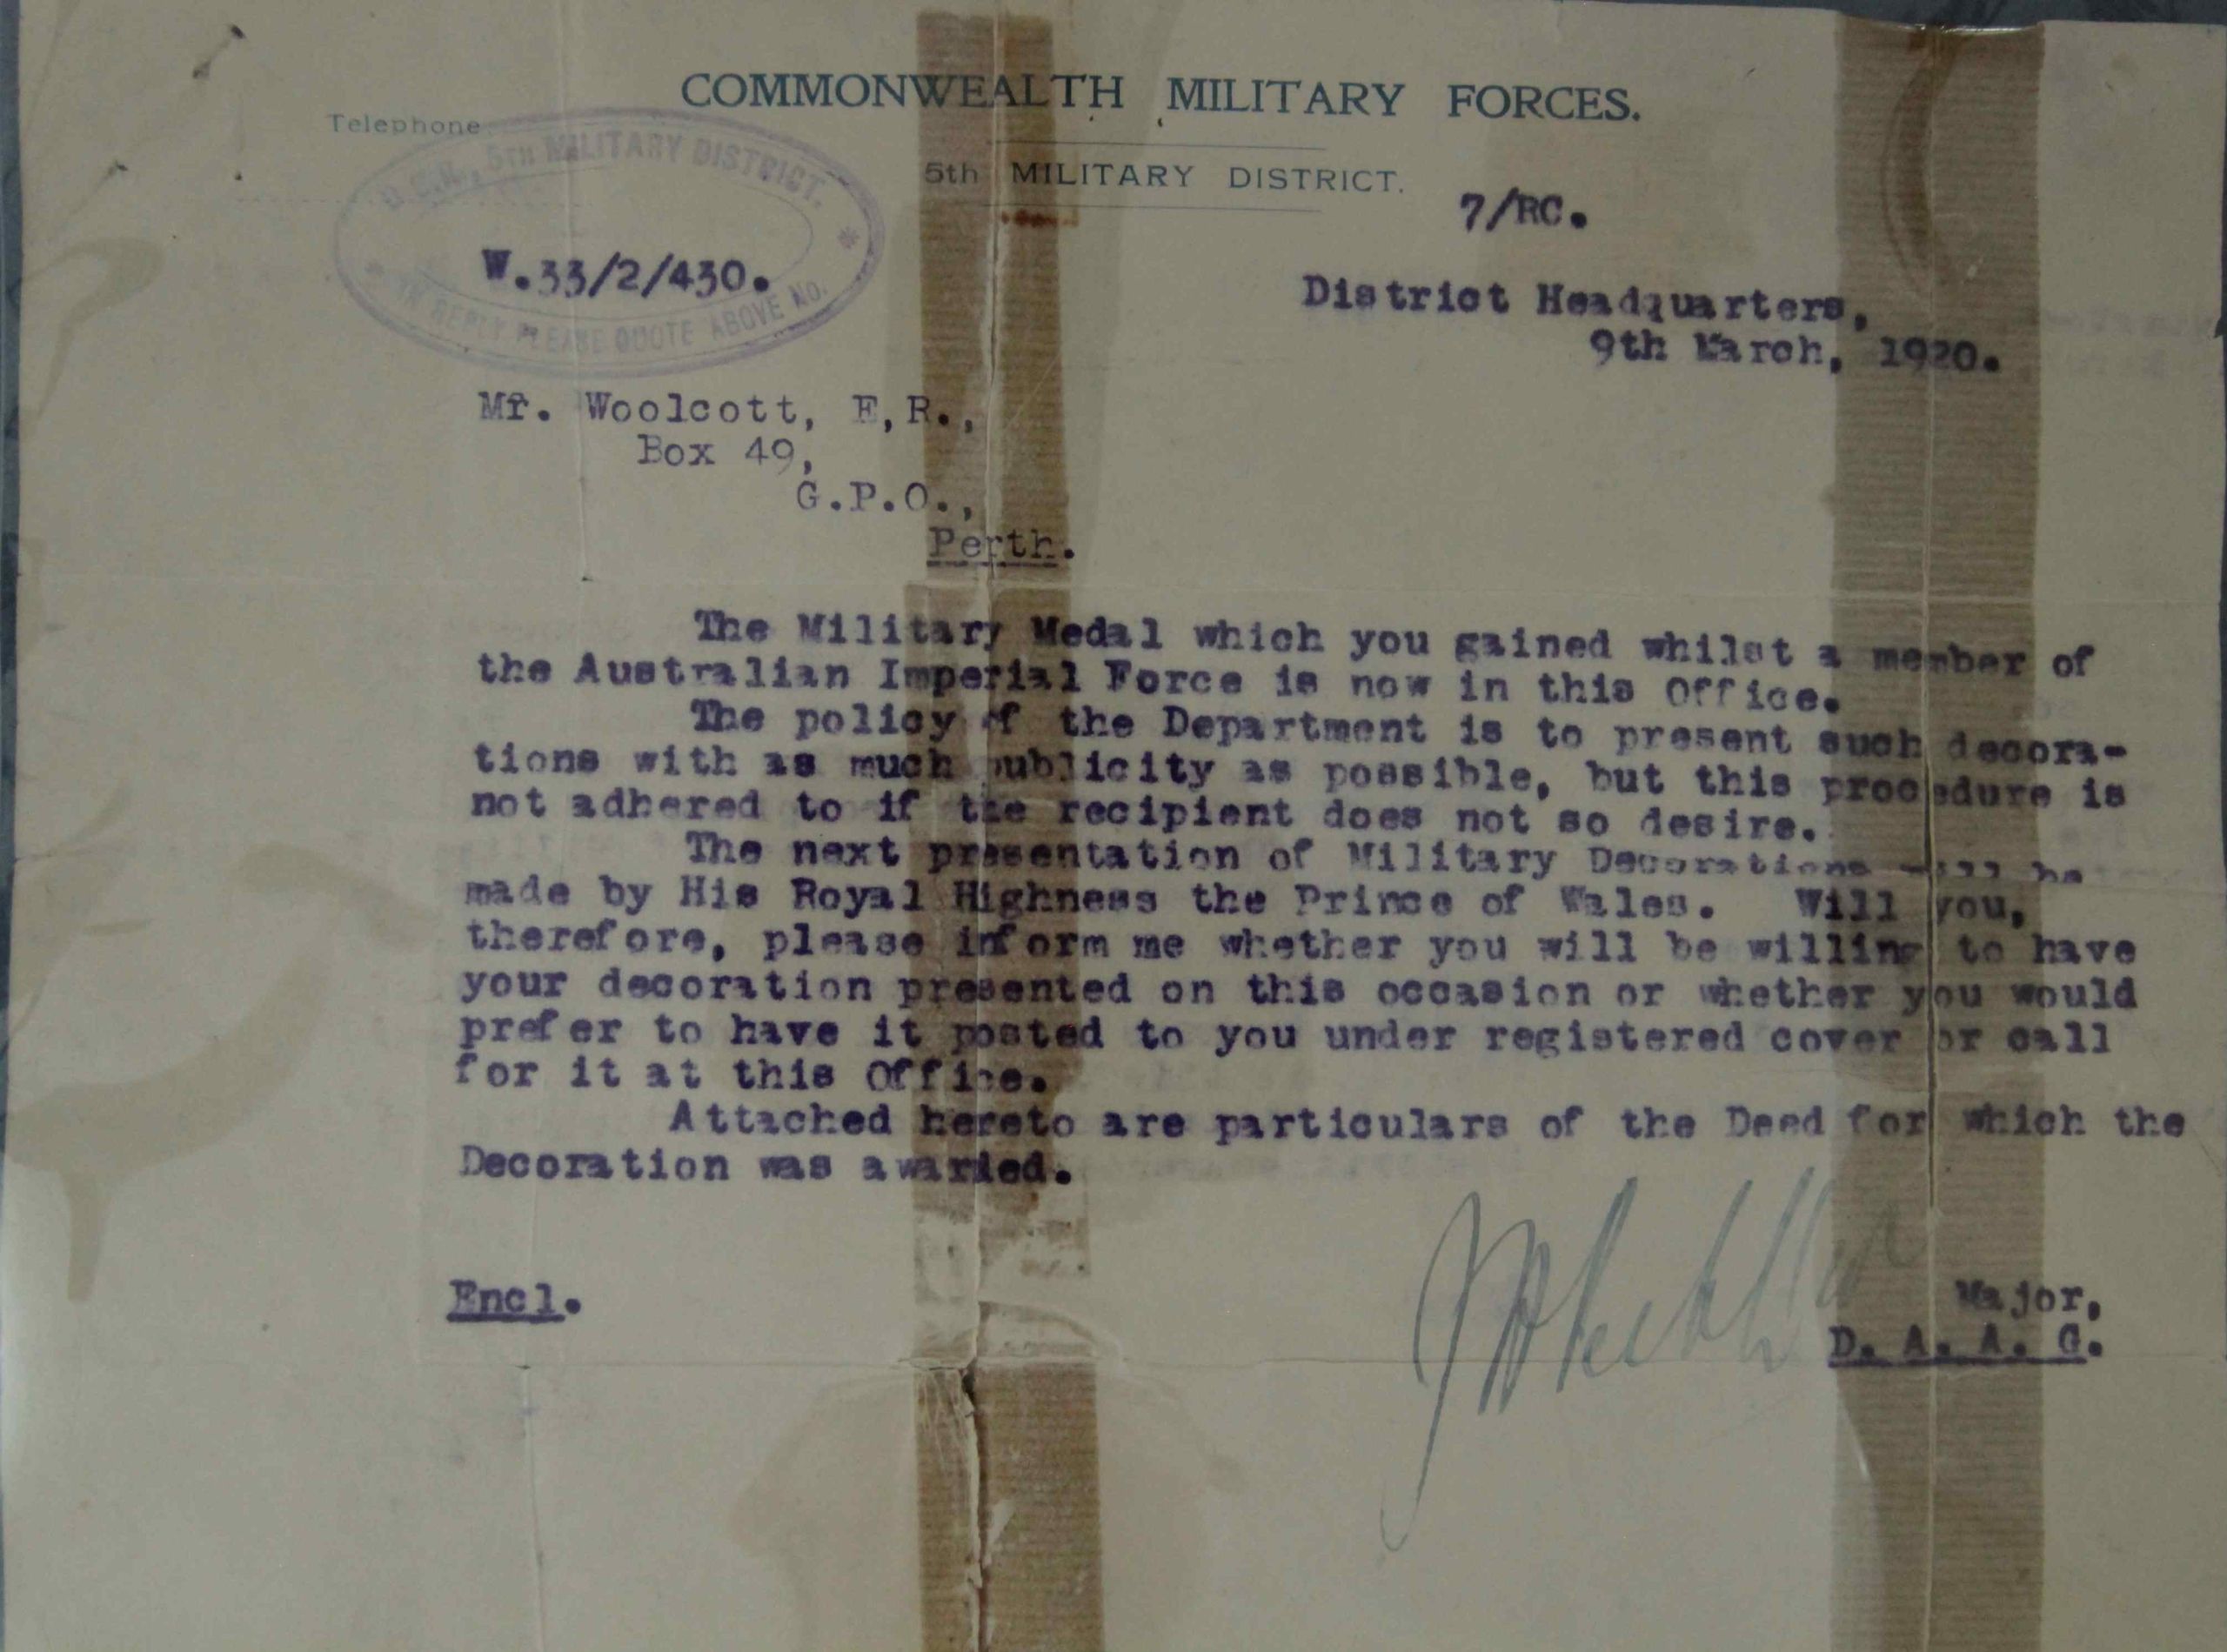 COMMONWEALTH MILITARY FORCES.
Telephone
5TH MILITARY DISTRICT.
5th MILITARY DISTRICT.
7/RC.
W.33/2/430.
IN REPLY PLEASE QUOTE ABOVE NO.
District Headquarters,
9th March, 1920.
Mr. Woolcott, E,R.,
Box 49,
G.P.O.,
Perth.
The Military Medal which you gained whilst a member of
the Australian Imperial Force is now in this Office.
The policy of the Department is to present such decora-
tions with as much publicity as possible, but this procedure is
not adhered to if the recipient does not so desire.
The next presentation of Military Decorations will be
made by His Royal Highness the Prince of Wales. Will you,
therefore, please inform me whether you will be willing to have
your decoration presented on this occasion or whether you would
prefer to have it posted to you under registered cover or call
for it at this Office.
Attached hereto are particulars of the Deed for which the
Decoration was awarded.
Encl.
Major,
D. A. A. G.